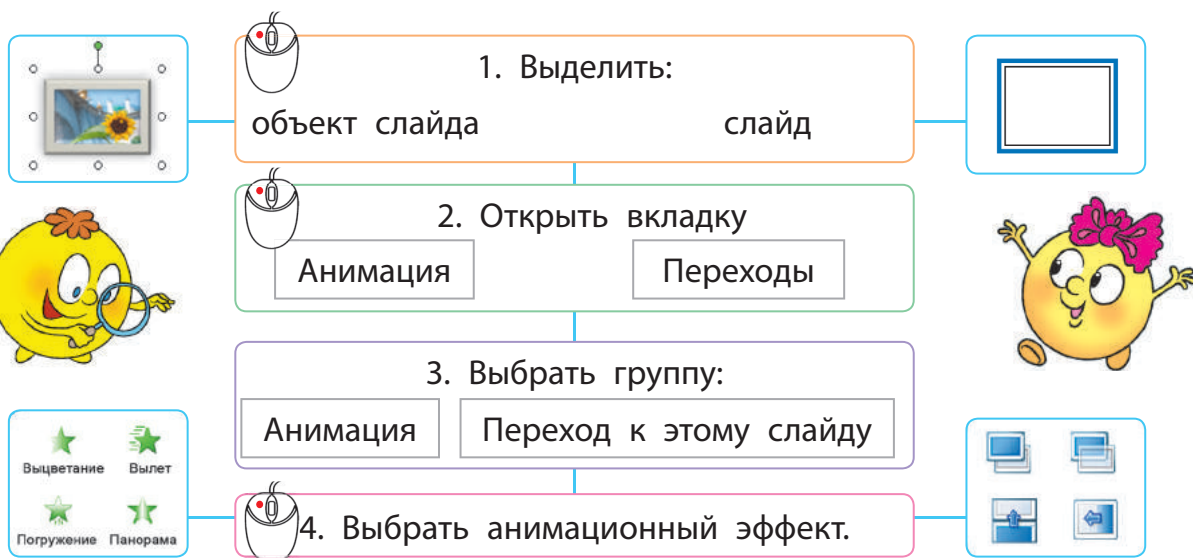 1. Выделить:
объект слайда слайд
2. Открыть вкладку
Анимация Переходы
3. Выбрать группу:
Анимация Переход к этому слайду
Выцветание Вылет
Погружение Панорама
4. Выбрать анимационный эффект.